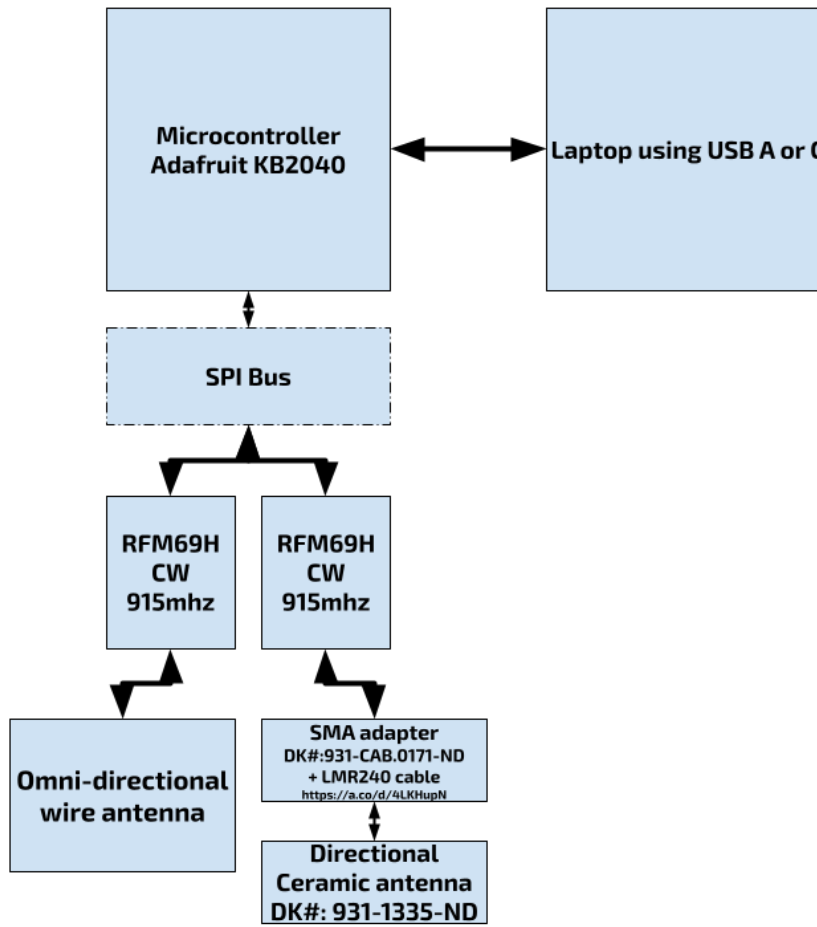 Microcontroller
Adafruit KB2040
Laptop using USB A or
SPI Bus
RFM69H
CW
915mhz
RFM69H
CW
915mhz
Omni-directional
wire antenna
SMA adapter
DK#:931-CAB.0171-ND
+ LMR240 cable
https://a.co/d/4LKHupN
Directional
Ceramic antenna
DK#: 931-1335-ND